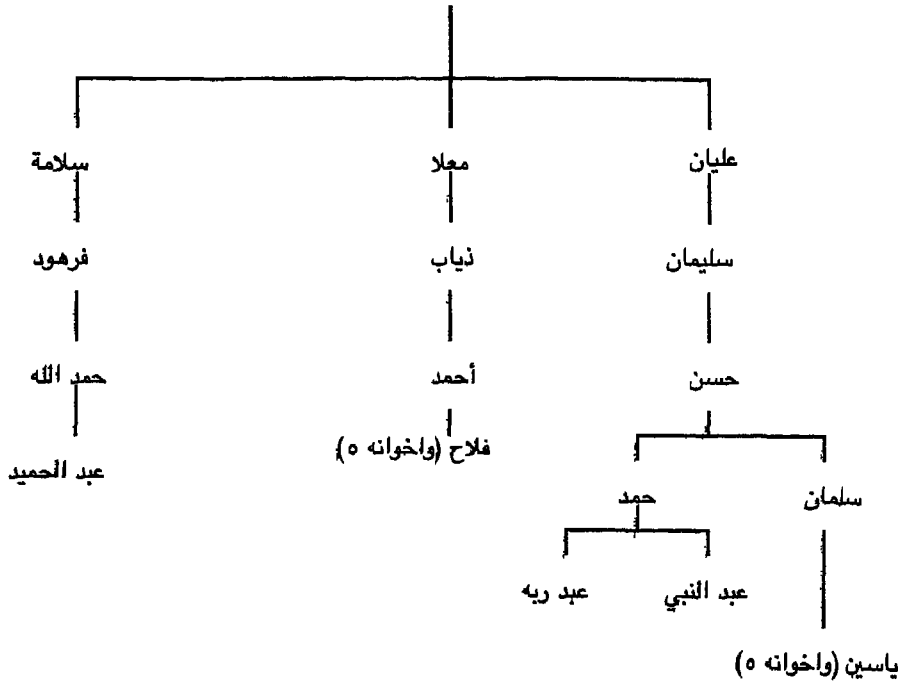 عليان
معلا
سلامة
سليمان
ذياب
فرهود
حسن
أحمد
حمد الله
فلاح (واخوانه ٥)
عبد الحميد
سلمان
حمد
عبد النبي
عبد ربه
ياسين (واخوانه ٥)